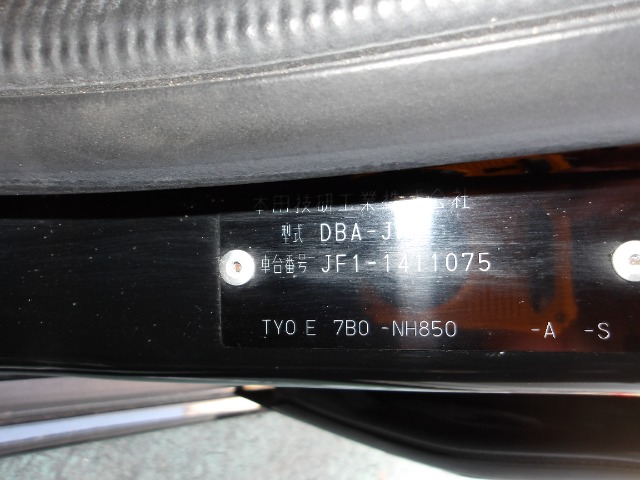 本田技研工業株式会社
型式 DBA-J
車台番号 JF1-1411075
TY0 E 7B0 -NH850 -A -S